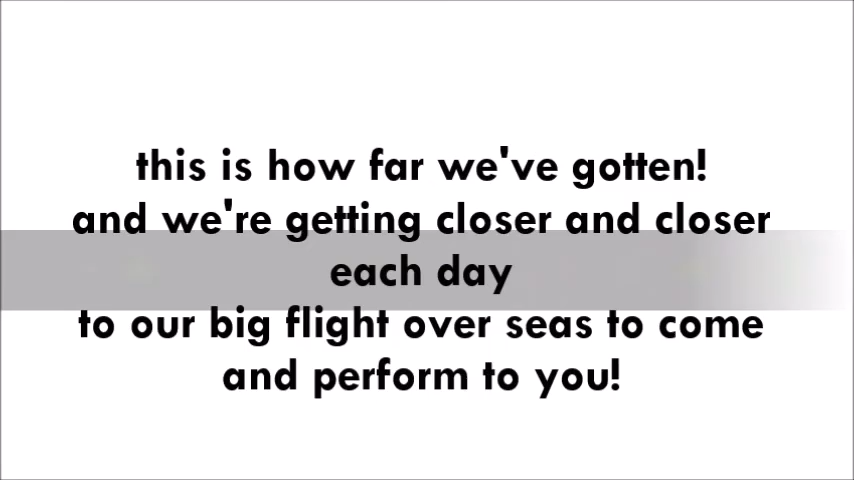 this is how far we've gotten!
and we're getting closer and closer
each day
to our big flight over seas to come
and perform to you!